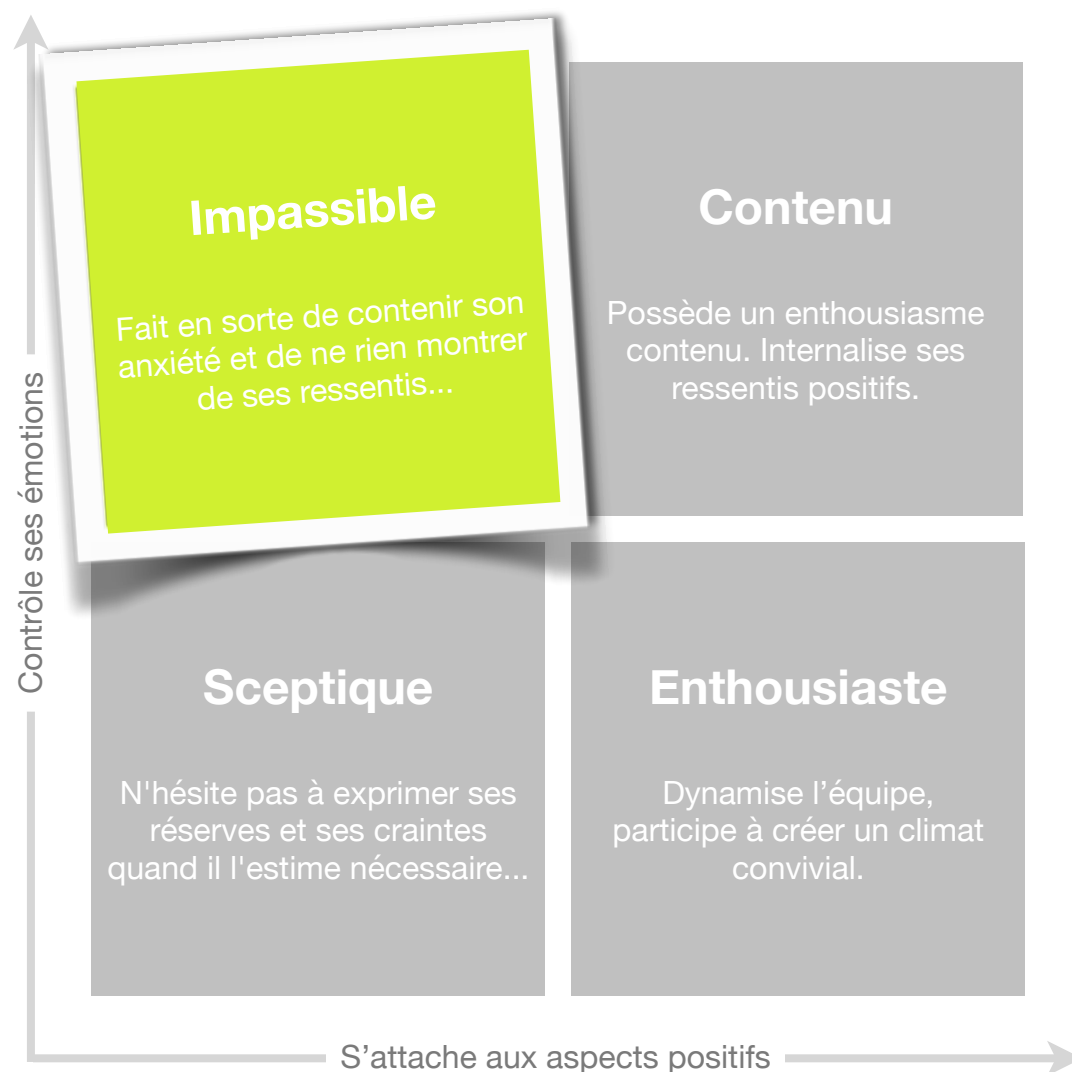 Impassible
Fait en sorte de contenir son
anxiété et de ne rien montrer
de ses ressentis...
Contenu
Possède un enthousiasme
contenu. Internalise ses
ressentis positifs.
Contrôle ses émotions
Sceptique
N'hésite pas à exprimer ses
réserves et ses craintes
quand il l'estime nécessaire...
Enthousiaste
Dynamise l’équipe,
participe à créer un climat
convivial.
S’attache aux aspects positifs